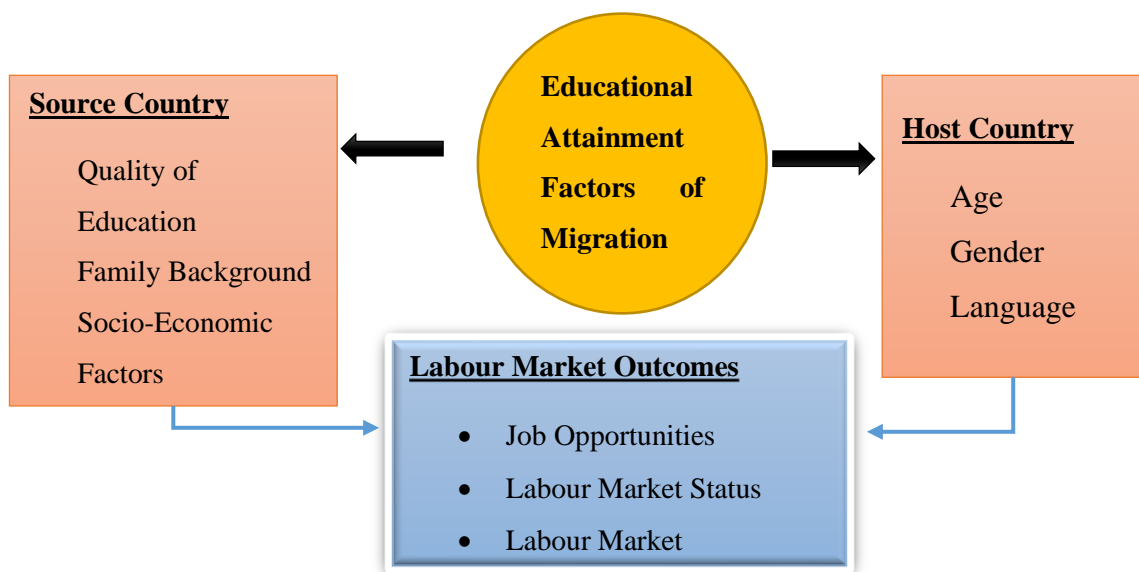 Source Country
Quality of
Education
Family Background
Socio-Economic
Factors
Educational
Attainment
Factors of
Migration
Host Country
Age
Gender
Language
Labour Market Outcomes
• Job Opportunities
• Labour Market Status
• Labour Market